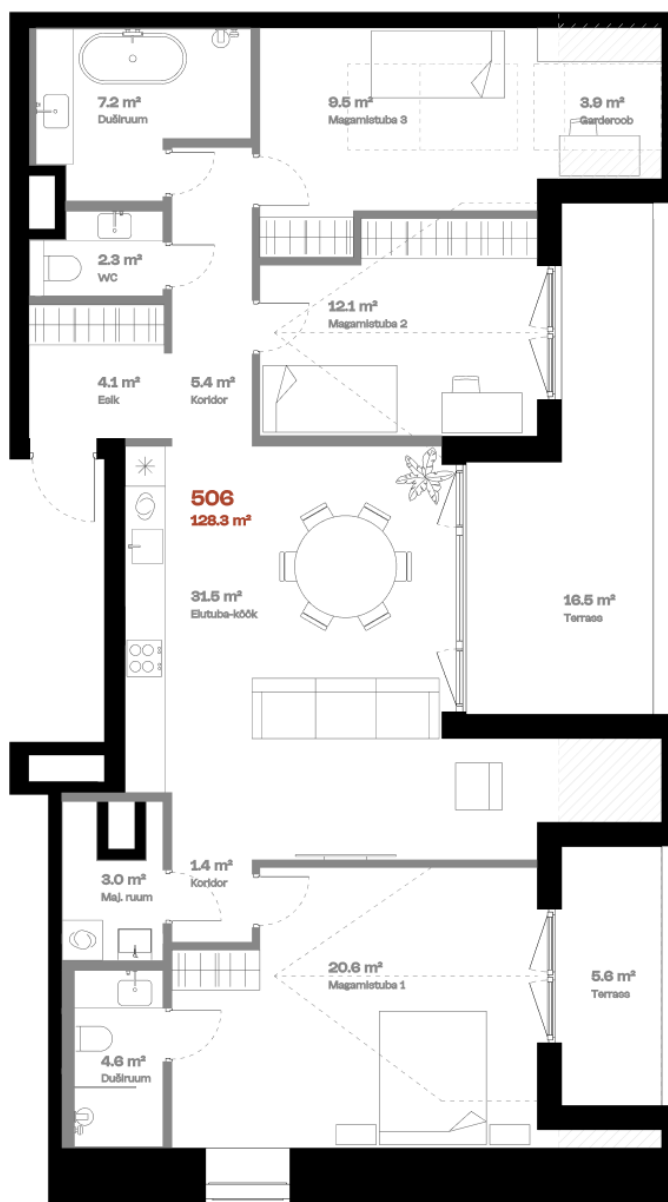 7.2 m²
Duširuum
9.5 m²
Magamistuba 3
3.9 m²
Garderoob
2.3 m²
WC
12.1 m²
Magamistuba 2
4.1 m²
Esik
5.4 m²
Koridor
506
128.3 m²
31.5 m²
Elutuba-köök
16.5 m²
Terrass
3.0 m²
Maj. ruum
1.4 m²
Koridor
20.6 m²
Magamistuba 1
5.6 m²
Terrass
4.6 m²
Duširuum